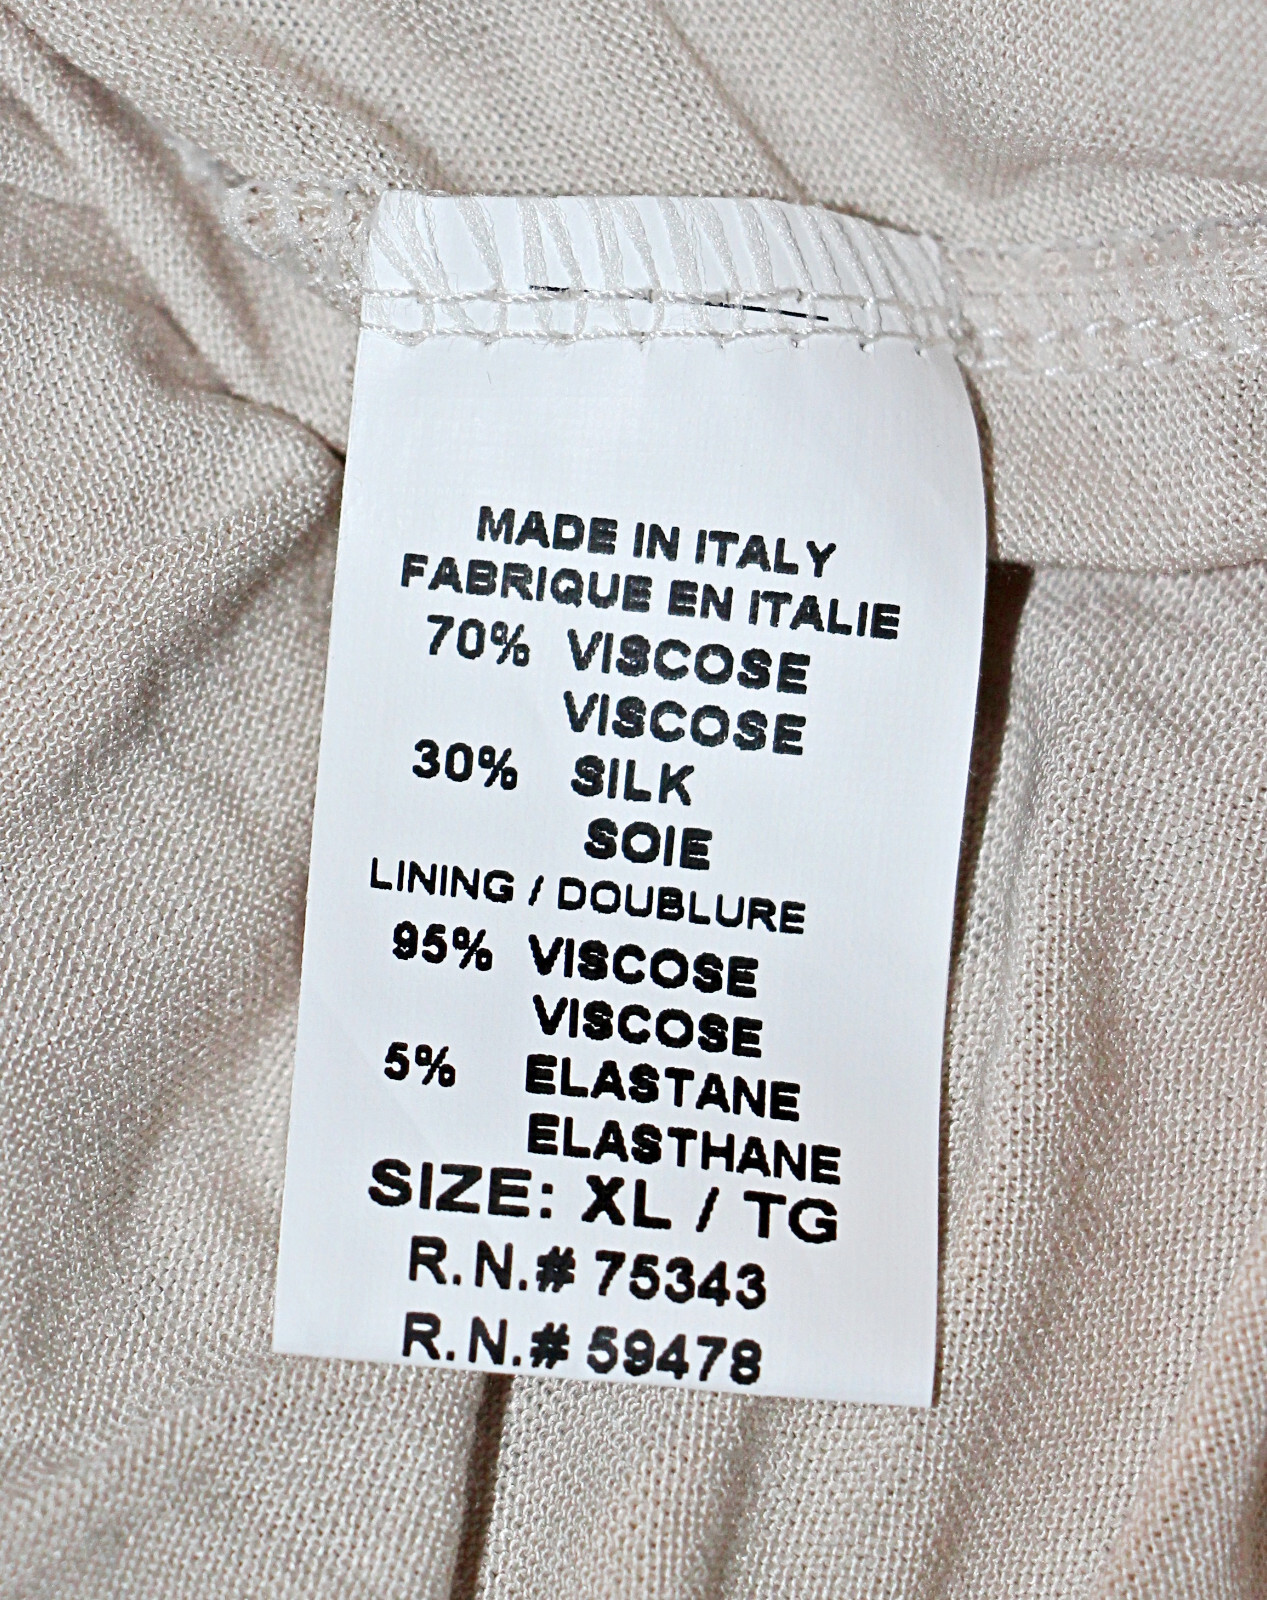 MADE IN ITALY
FABRIQUE EN ITALIE
70% VISCOSE
VISCOSE
30% SILK
SOIE
LINING / DOUBLURE
95% VISCOSE
VISCOSE
5% ELASTANE
ELASTHANE
SIZE: XL / TG
R.N.# 75343
R.N.# 59478